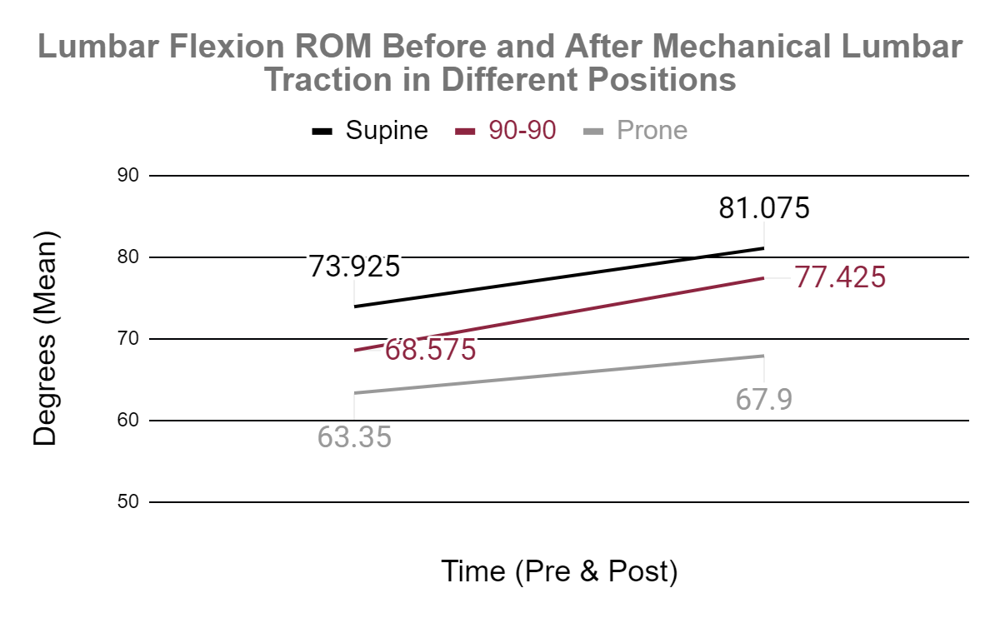 Lumbar Flexion ROM Before and After Mechanical Lumbar
Traction in Different Positions
Supine 90-90 Prone
90
81.075
80
73.925
77.425
70
68.575
67.9
60
63.35
50
Degrees (Mean)
Time (Pre & Post)